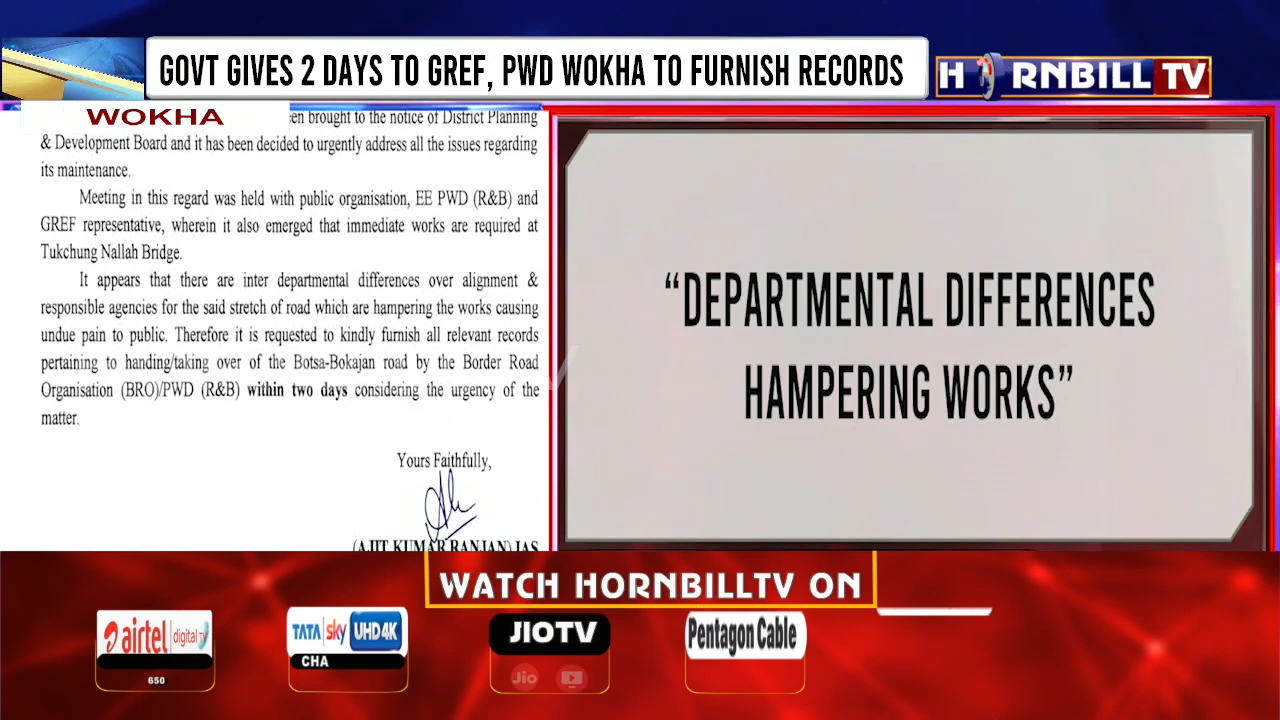 GOVT GIVES 2 DAYS TO GREF, PWD WOKHA TO FURNISH RECORDS
HORNBILL TV
WOKHA
brought to the notice of District Planning
& Development Board and it has been decided to urgently address all the issues regarding
its maintenance.
Meeting in this regard was held with public organisation, EE PWD (R&B) and
GREF representative, wherein it also emerged that immediate works are required at
Tukchung Nallah Bridge.
It appears that there are inter departmental differences over alignment &
responsible agencies for the said stretch of road which are hampering the works causing
undue pain to public. Therefore it is requested to kindly furnish all relevant records
pertaining to handing/taking over of the Botsa-Bokajan road by the Border Road
Organisation (BRO)/PWD (R&B) within two days considering the urgency of the
matter.
Yours Faithfully,
(AJIT KUMAR RANJAN) IAS
“DEPARTMENTAL DIFFERENCES
HAMPERING WORKS”
WATCH HORNBILLTV ON
airtel digital TV
650
TATA sky UHD 4K
CHA
JIOTV
Jio
Pentagon Cable